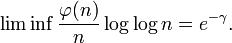 lim inf φ(n)/n log log n = e^{-γ}.